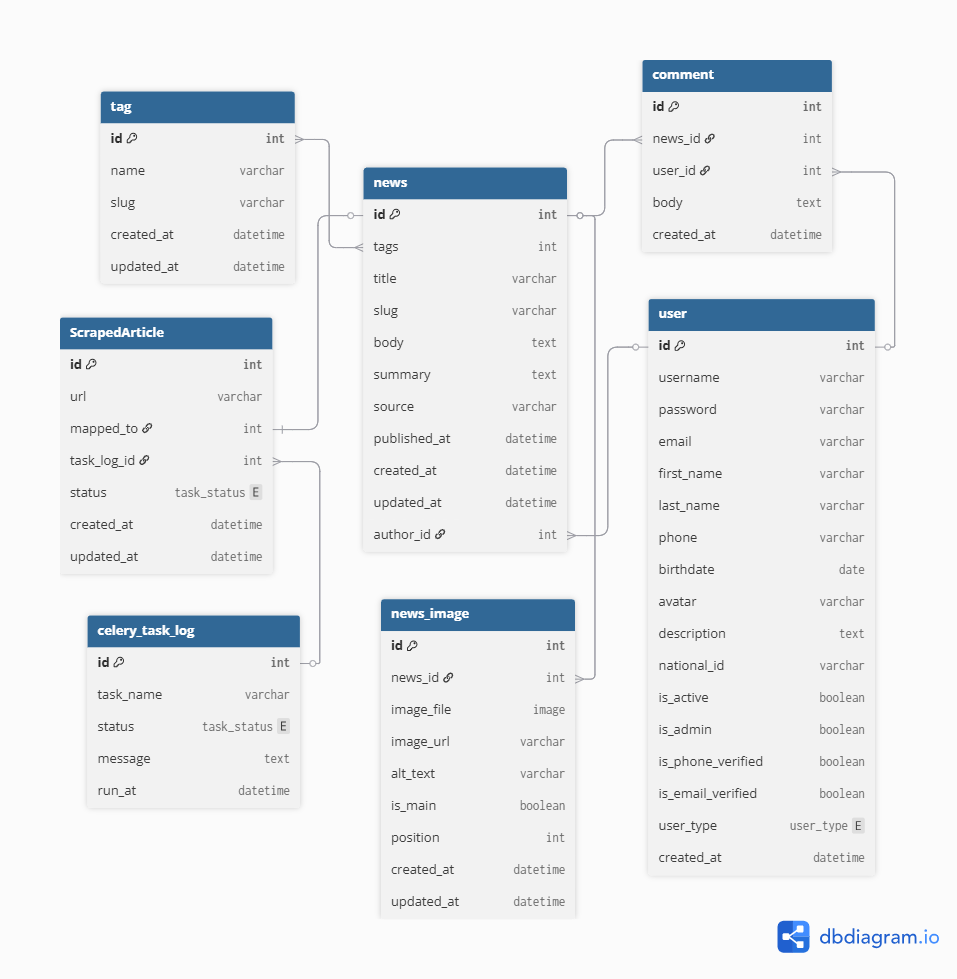 tag
id int
name varchar
slug varchar
created_at datetime
updated_at datetime
ScrapedArticle
id int
url varchar
mapped_to int
task_log_id int
status task_status E
created_at datetime
updated_at datetime
celery_task_log
id int
task_name varchar
status task_status E
message text
run_at datetime
news
id int
tags int
title varchar
slug varchar
body text
summary text
source varchar
published_at datetime
created_at datetime
updated_at datetime
author_id int
news_image
id int
news_id int
image_file image
image_url varchar
alt_text varchar
is_main boolean
position int
created_at datetime
updated_at datetime
comment
id int
news_id int
user_id int
body text
created_at datetime
user
id int
username varchar
password varchar
email varchar
first_name varchar
last_name varchar
phone varchar
birthdate date
avatar varchar
description text
national_id varchar
is_active boolean
is_admin boolean
is_phone_verified boolean
is_email_verified boolean
user_type user_type E
created_at datetime
dbdiagram.io